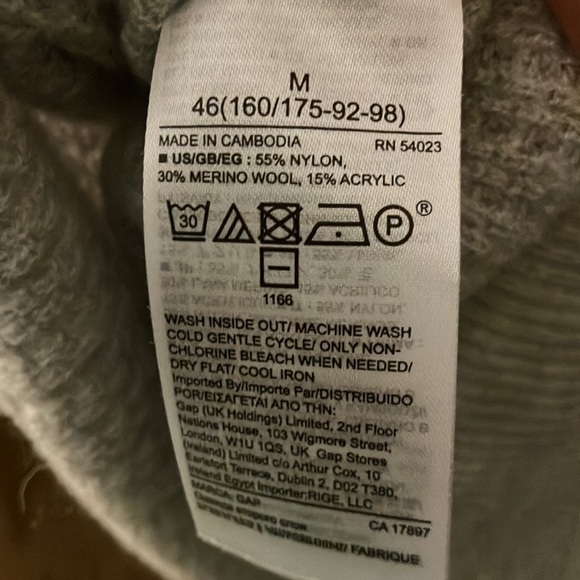 M
46(160/175-92-98)
MADE IN CAMBODIA RN 54023
■ US/GB/EG : 55% NYLON,
30% MERINO WOOL, 15% ACRYLIC
30 P ®
1166
WASH INSIDE OUT/ MACHINE WASH
COLD GENTLE CYCLE/ ONLY NON-
CHLORINE BLEACH WHEN NEEDED/
DRY FLAT/ COOL IRON
Imported By/Importe Par/DISTRIBUIDO
POR/ΕΙΣΑΓΕΤΑΙ ΑΠΟ ΤΗΝ:
Gap (UK Holdings) Limited, 2nd Floor
Nations House, 103 Wigmore Street,
London, W1U 1QS, UK Gap Stores
(Ireland) Limited c/o Arthur Cox, 10
Earlsfort Terrace, Dublin 2, D02 T380,
Ireland Egypt Importer:RIGE, LLC
MARCA: GAP
CA 17897
FABRIQUE